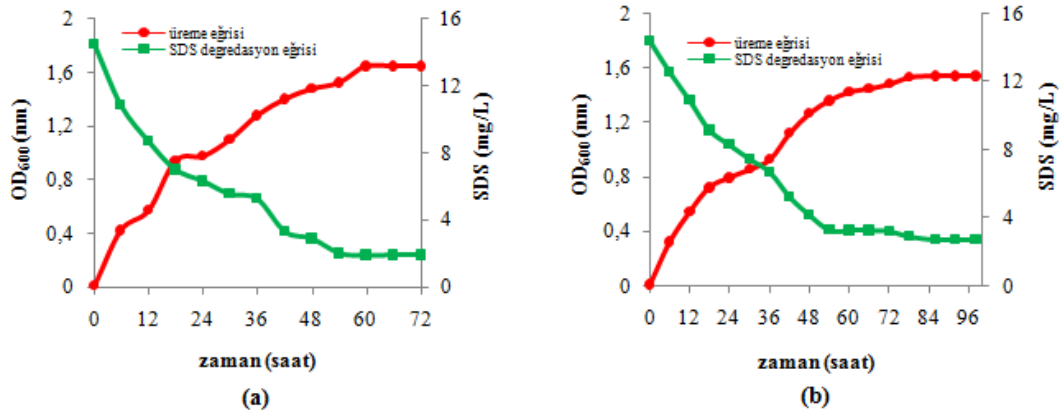 üreme eğrisi
SDS degredasyon eğrisi
OD600 (nm)
2
1,6
1,2
0,8
0,4
0
SDS (mg/L)
16
12
8
4
0
0 12 24 36 48 60 72
zaman (saat)
(a)
üreme eğrisi
SDS degredasyon eğrisi
OD600 (nm)
2
1,6
1,2
0,8
0,4
0
SDS (mg/L)
16
12
8
4
0
0 12 24 36 48 60 72 84 96
zaman (saat)
(b)